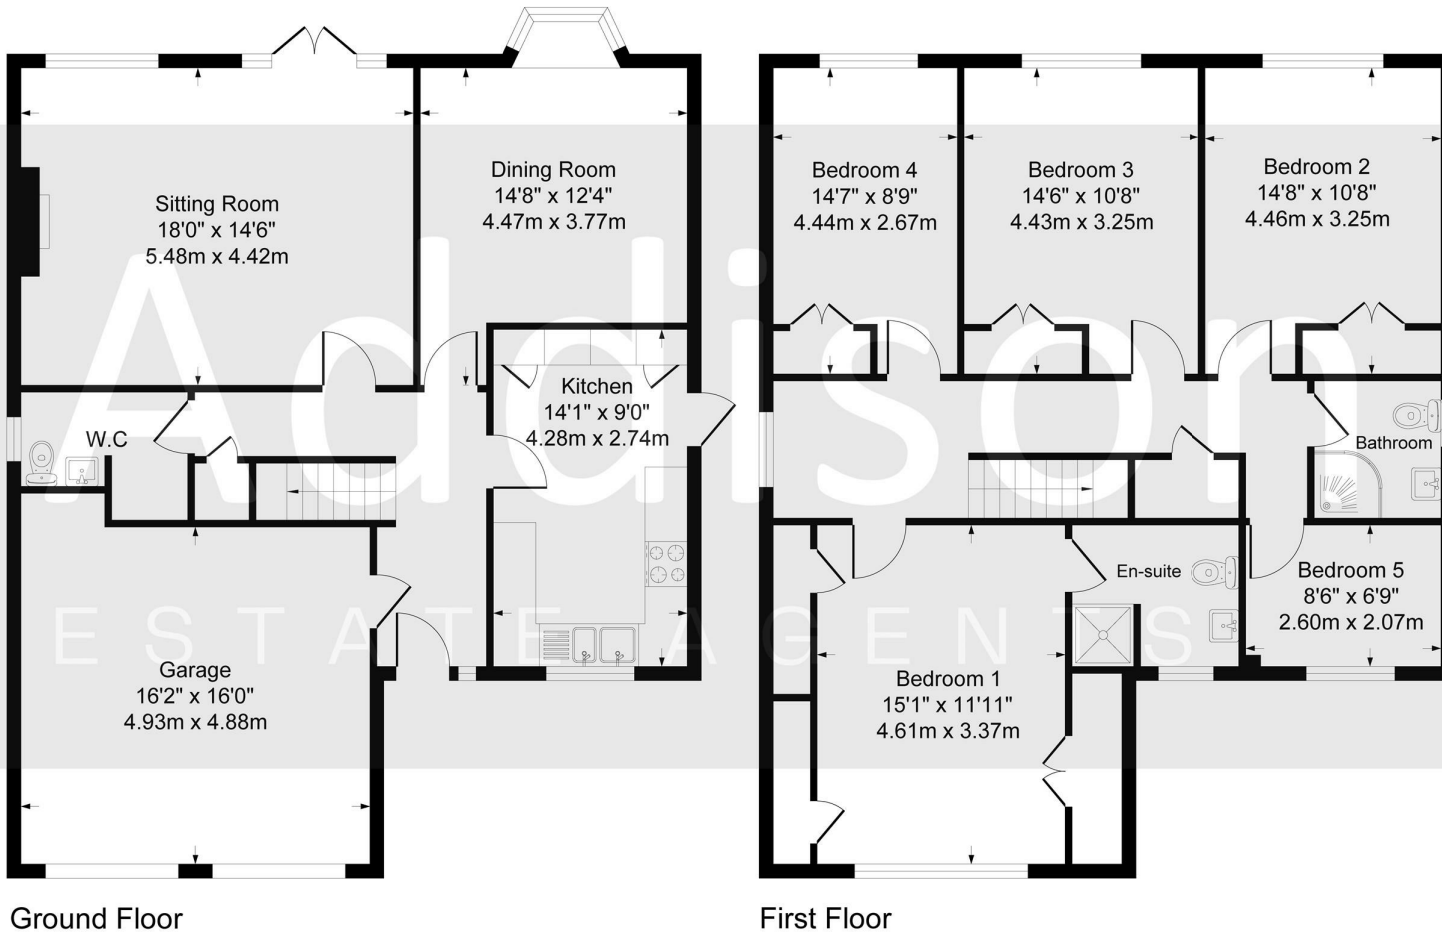 Sitting Room
18'0" x 14'6"
5.48m x 4.42m
Dining Room
14'8" x 12'4"
4.47m x 3.77m
Kitchen
14'1" x 9'0"
4.28m x 2.74m
W.C
Garage
16'2" x 16'0"
4.93m x 4.88m
Ground Floor
Bedroom 4
14'7" x 8'9"
4.44m x 2.67m
Bedroom 3
14'6" x 10'8"
4.43m x 3.25m
Bedroom 2
14'8" x 10'8"
4.46m x 3.25m
Bathroom
En-suite
Bedroom 5
8'6" x 6'9"
2.60m x 2.07m
Bedroom 1
15'1" x 11'11"
4.61m x 3.37m
First Floor
Addison
ESTATE AGENTS